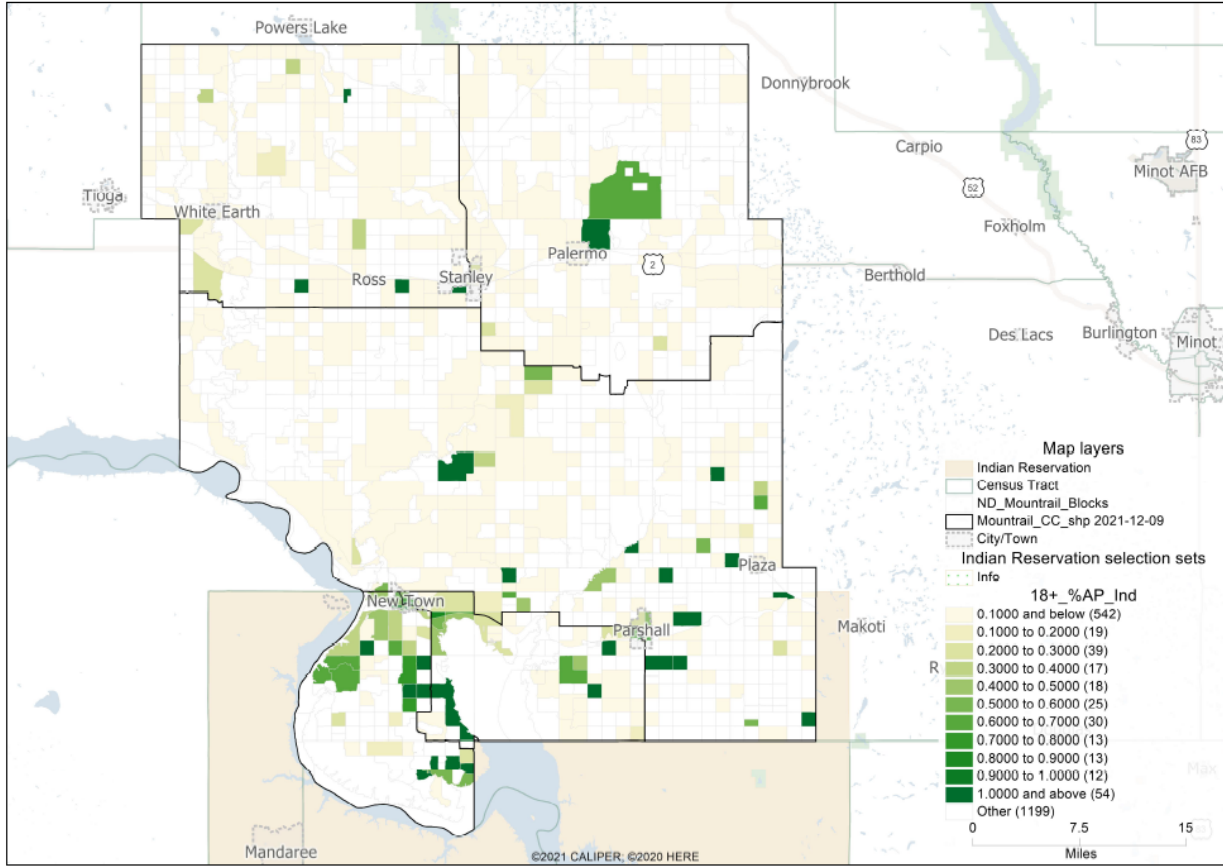 Powers Lake
Donnybrook
Carpio
83
Minot AFB
52
Tioga
White Earth
Foxholm
Palermo
2
Ross
Stanley
Berthold
Des Lacs
Burlington
Minot
Map layers
Indian Reservation
Census Tract
ND_Mountrail_Blocks
Mountrail_CC_shp 2021-12-09
City/Town
Indian Reservation selection sets
Info
18+_%AP_Ind
0.1000 and below (542)
0.1000 to 0.2000 (19)
0.2000 to 0.3000 (39)
0.3000 to 0.4000 (17)
0.4000 to 0.5000 (18)
0.5000 to 0.6000 (25)
0.6000 to 0.7000 (30)
0.7000 to 0.8000 (13)
0.8000 to 0.9000 (13)
0.9000 to 1.0000 (12)
1.0000 and above (54)
Other (1199)
0 7.5 15
Miles
Plaza
New Town
Parshall
Makoti
R
Max
Mandaree
©2021 CALIPER; ©2020 HERE